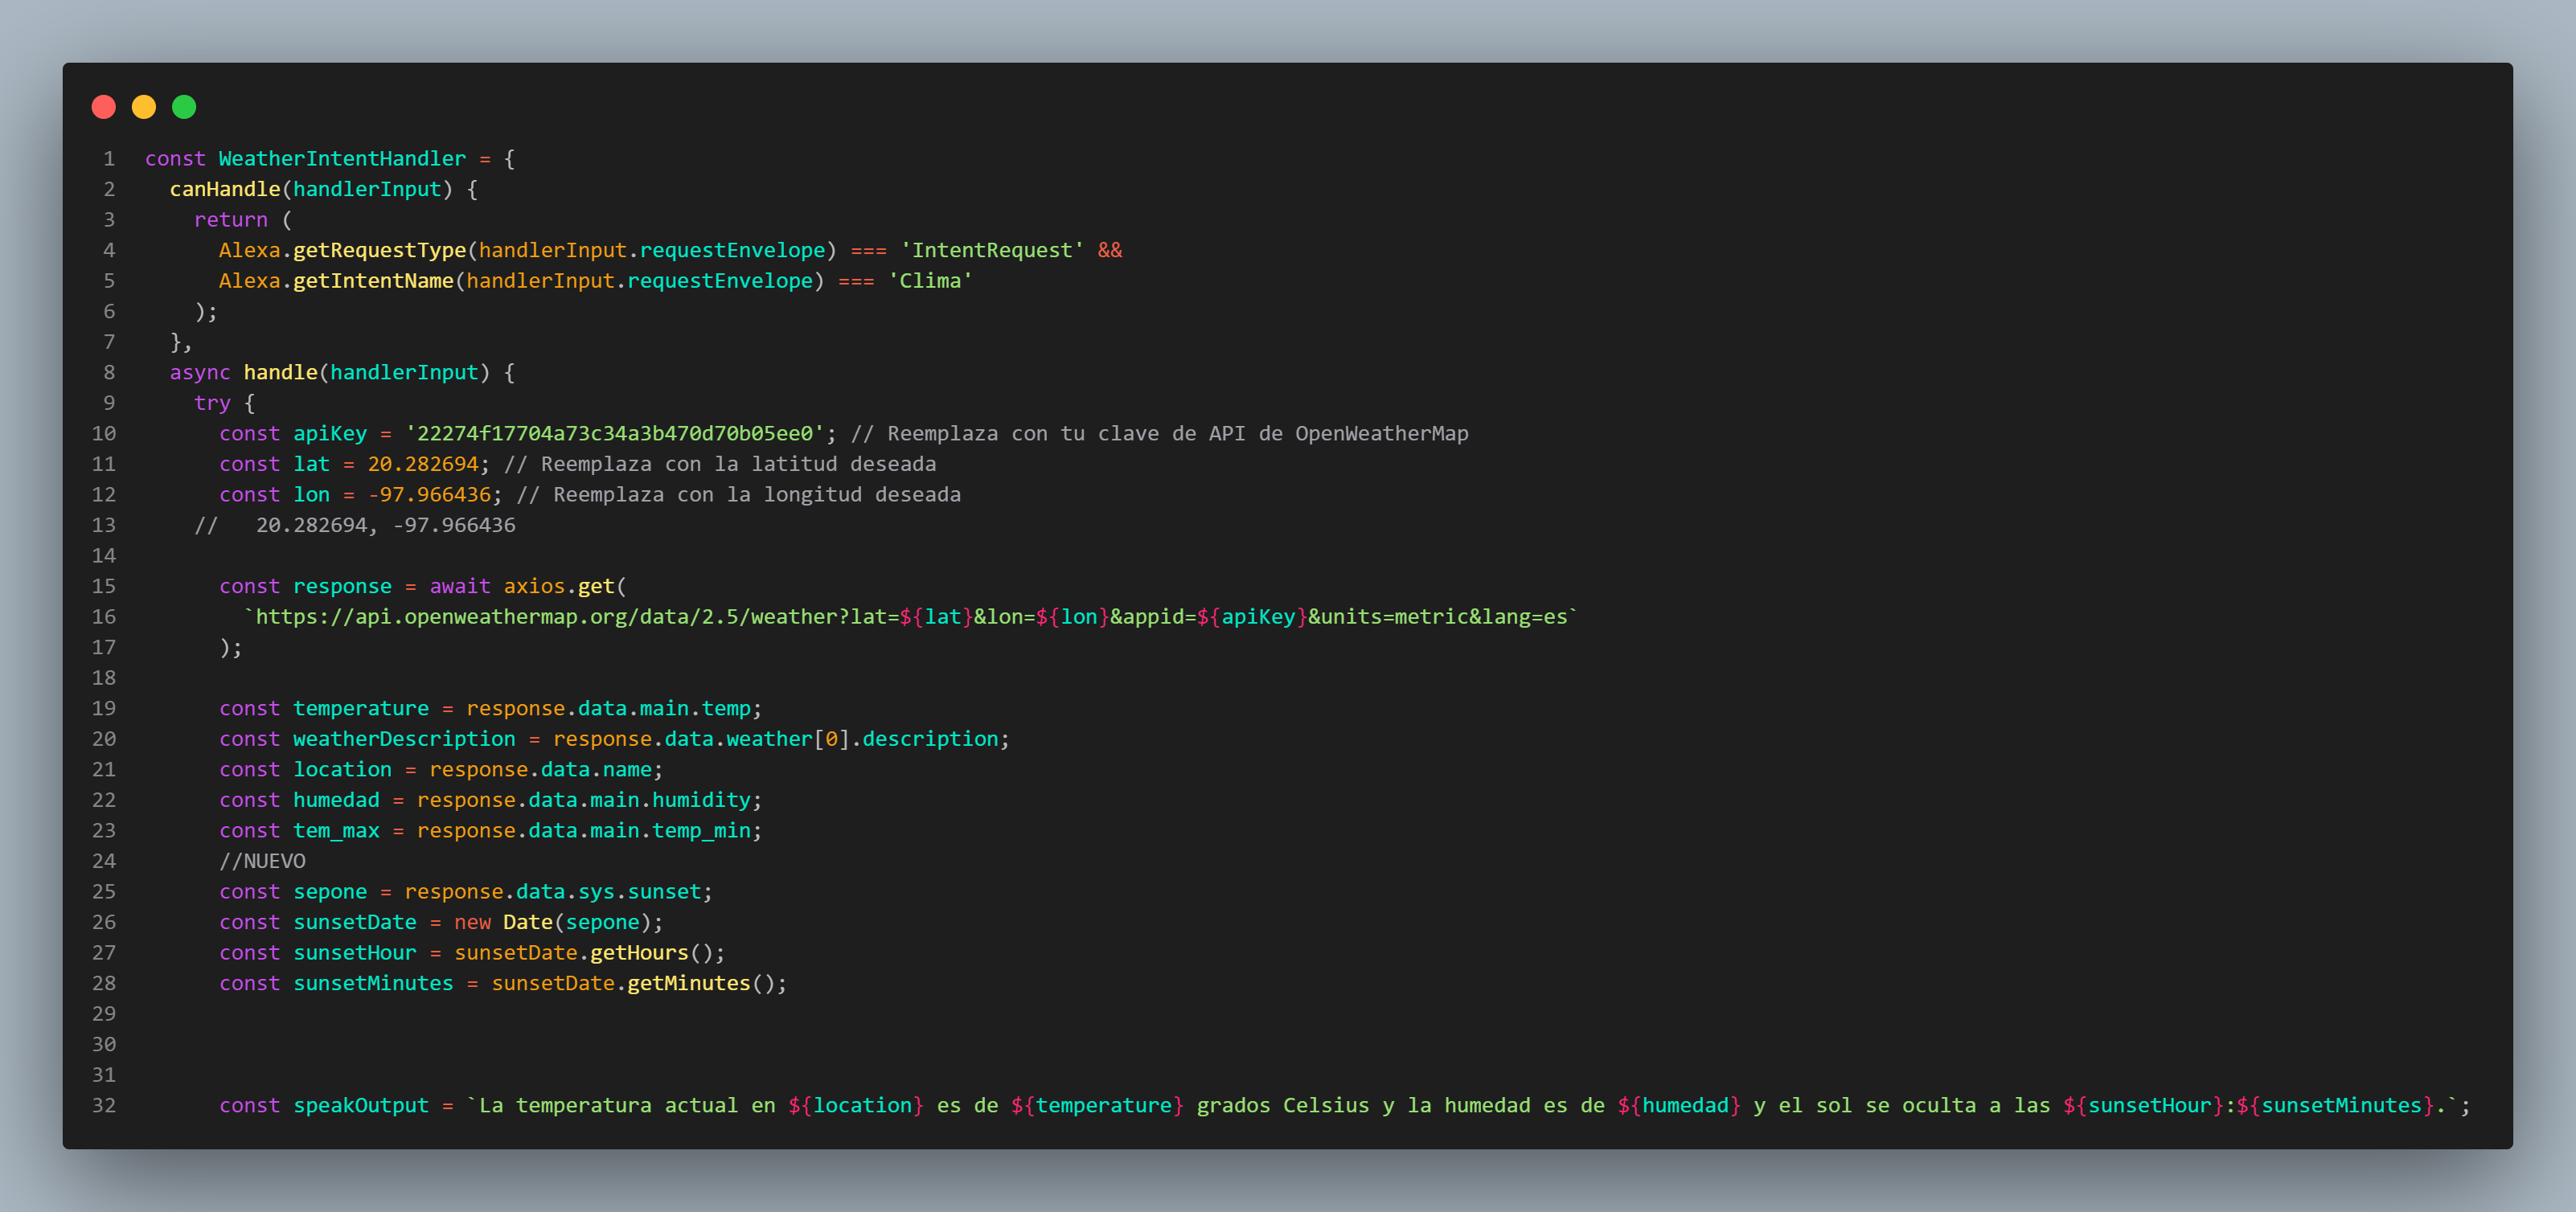 1 const WeatherIntentHandler = {
2 canHandle(handlerInput) {
3 return (
4 Alexa.getRequestType(handlerInput.requestEnvelope) === 'IntentRequest' &&
5 Alexa.getIntentName(handlerInput.requestEnvelope) === 'Clima'
6 );
7 },
8 async handle(handlerInput) {
9 try {
10 const apiKey = '22274f17704a73c34a3b470d70b05ee0'; // Reemplaza con tu clave de API de OpenWeatherMap
11 const lat = 20.282694; // Reemplaza con la latitud deseada
12 const lon = -97.966436; // Reemplaza con la longitud deseada
13 // 20.282694, -97.966436
14
15 const response = await axios.get(
16 `https://api.openweathermap.org/data/2.5/weather?lat=${lat}&lon=${lon}&appid=${apiKey}&units=metric&lang=es`
17 );
18
19 const temperature = response.data.main.temp;
20 const weatherDescription = response.data.weather[0].description;
21 const location = response.data.name;
22 const humedad = response.data.main.humidity;
23 const tem_max = response.data.main.temp_min;
24 //NUEVO
25 const sepone = response.data.sys.sunset;
26 const sunsetDate = new Date(sepone);
27 const sunsetHour = sunsetDate.getHours();
28 const sunsetMinutes = sunsetDate.getMinutes();
29
30
31
32 const speakOutput = `La temperatura actual en ${location} es de ${temperature} grados Celsius y la humedad es de ${humedad} y el sol se oculta a las ${sunsetHour}:${sunsetMinutes}.`;